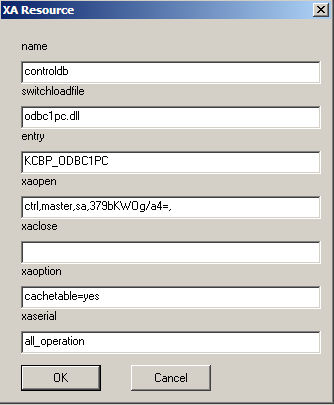 XA Resource
name
controldb
switchloadfile
odbc1pc.dll
entry
KCBP_ODBC1PC
xaopen
ctrl,master,sa,379bKWOg/a4=,
xaclose
xaoption
cachetable=yes
xaserial
all_operation
OK
Cancel